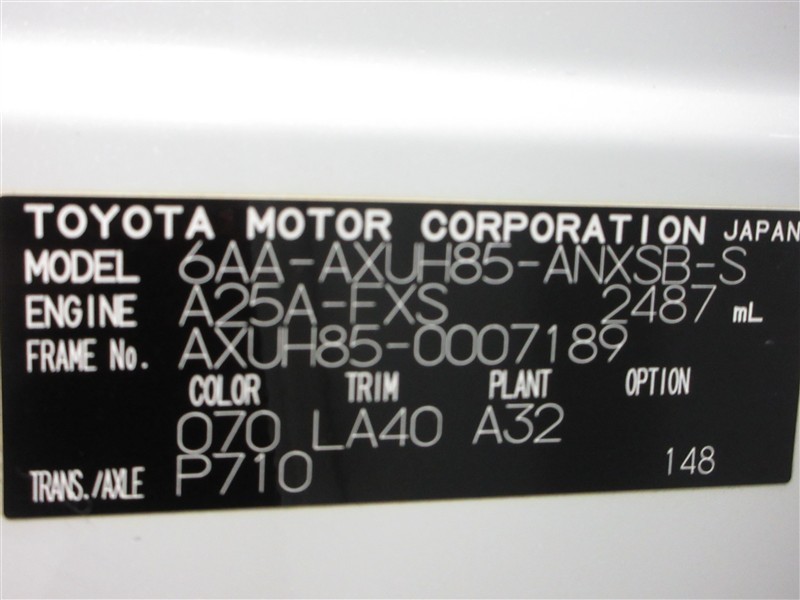 TOYOTA MOTOR CORPORATION JAPAN
MODEL 6AA-AXUH85-ANXSB-S
ENGINE A25A-FXS 2487 mL
FRAME No. AXUH85-0007189
COLOR TRIM PLANT OPTION
070 LA40 A32
TRANS./AXLE P710 148